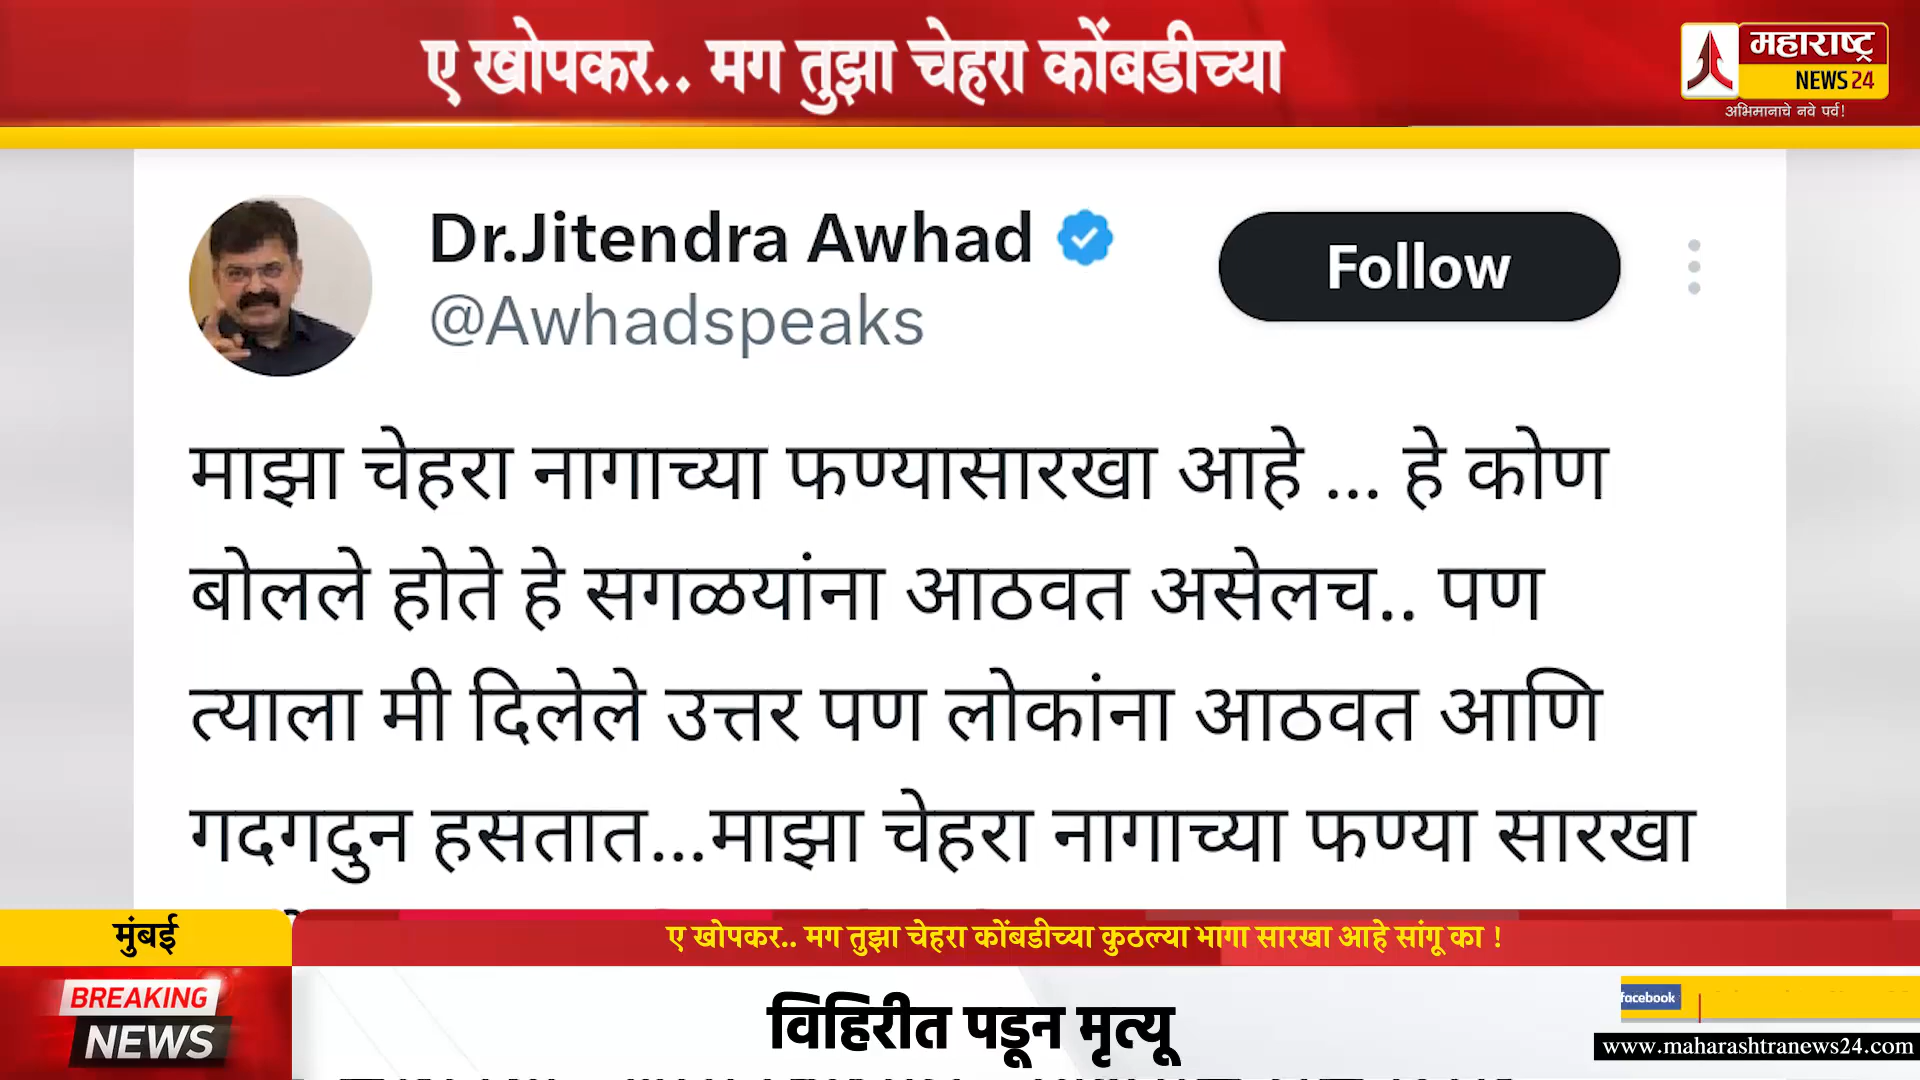 ए खोपकर.. मग तुझा चेहरा कोंबडीच्या
महाराष्ट्र
NEWS 24
अभिमानाचे नवे पर्व!
Dr.Jitendra Awhad
@Awhadspeaks
Follow
माझा चेहरा नागाच्या फण्यासारखा आहे ... हे कोण
बोलले होते हे सगळयांना आठवत असेलच.. पण
त्याला मी दिलेले उत्तर पण लोकांना आठवत आणि
गदगदुन हसतात...माझा चेहरा नागाच्या फण्या सारखा
मुंबई
ए खोपकर.. मग तुझा चेहरा कोंबडीच्या कुठल्या भागा सारखा आहे सांगू का !
BREAKING
NEWS
विहिरीत पडून मृत्यू
facebook
www.maharashtranews24.com